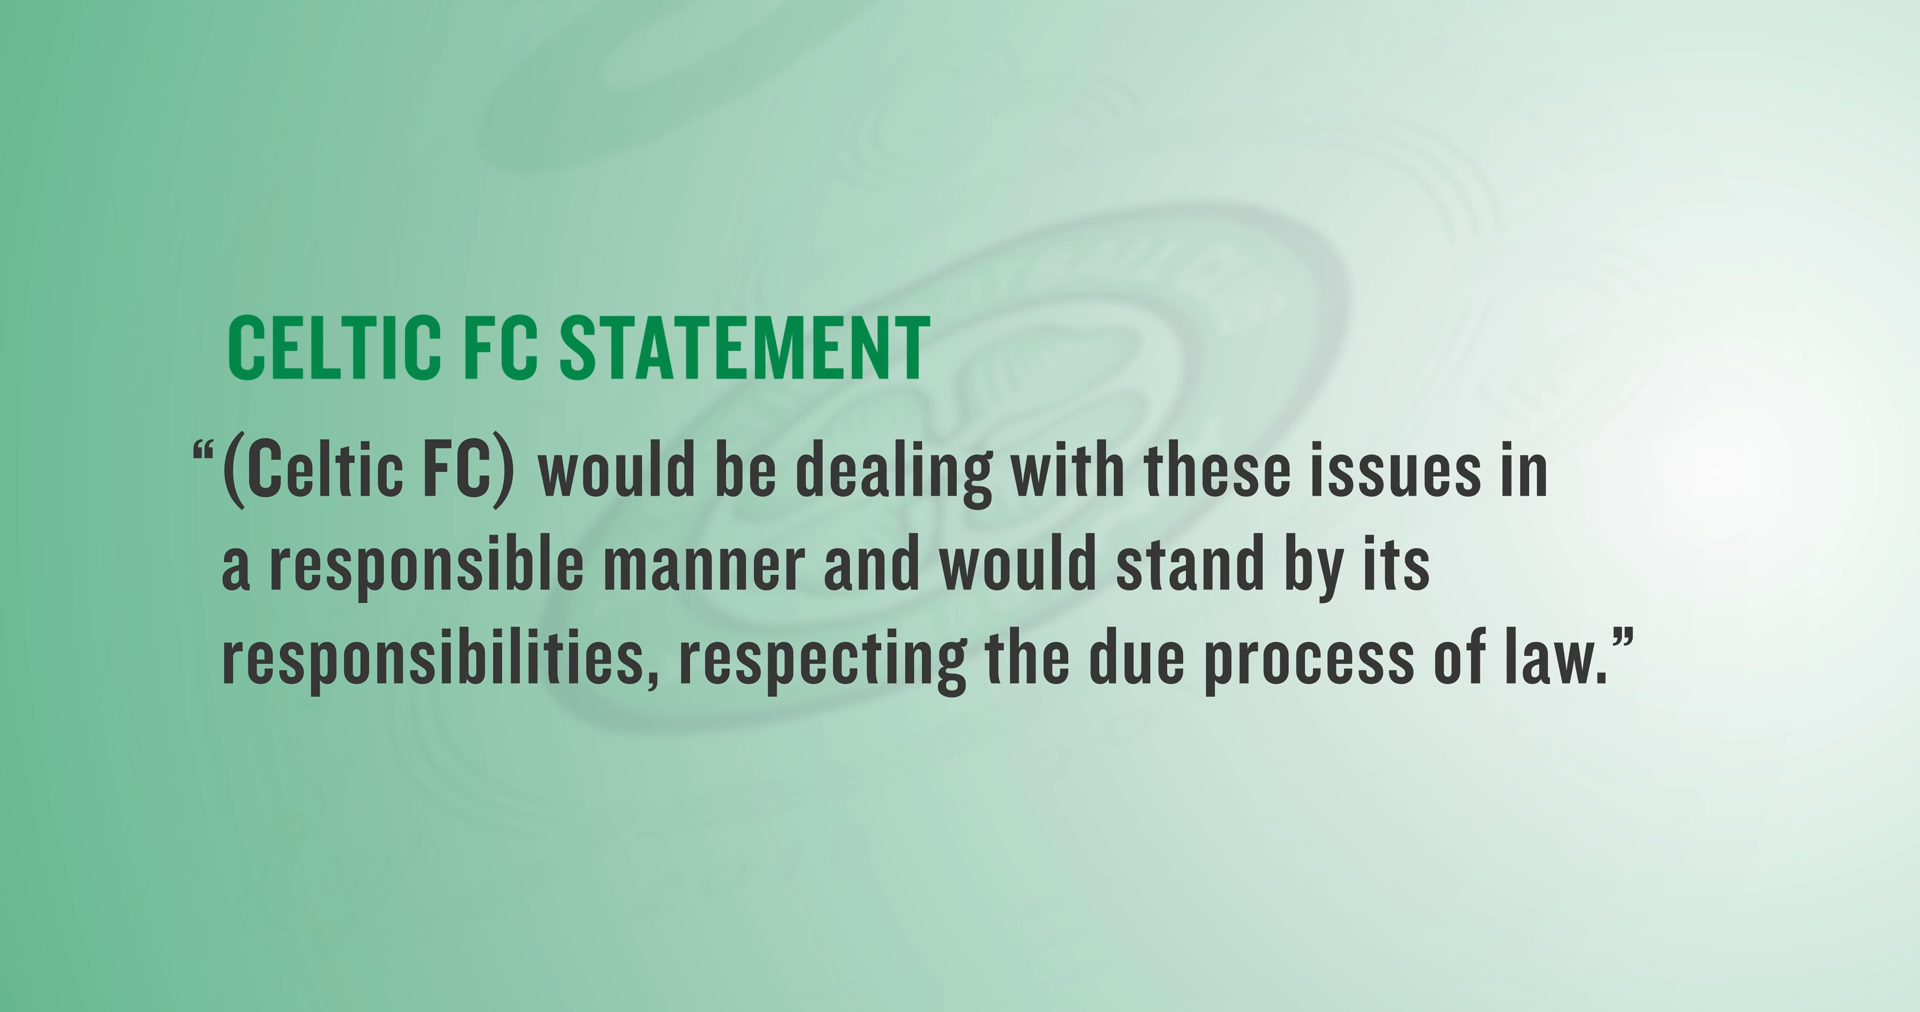 CELTIC FC STATEMENT
“(Celtic FC) would be dealing with these issues in
a responsible manner and would stand by its
responsibilities, respecting the due process of law.”